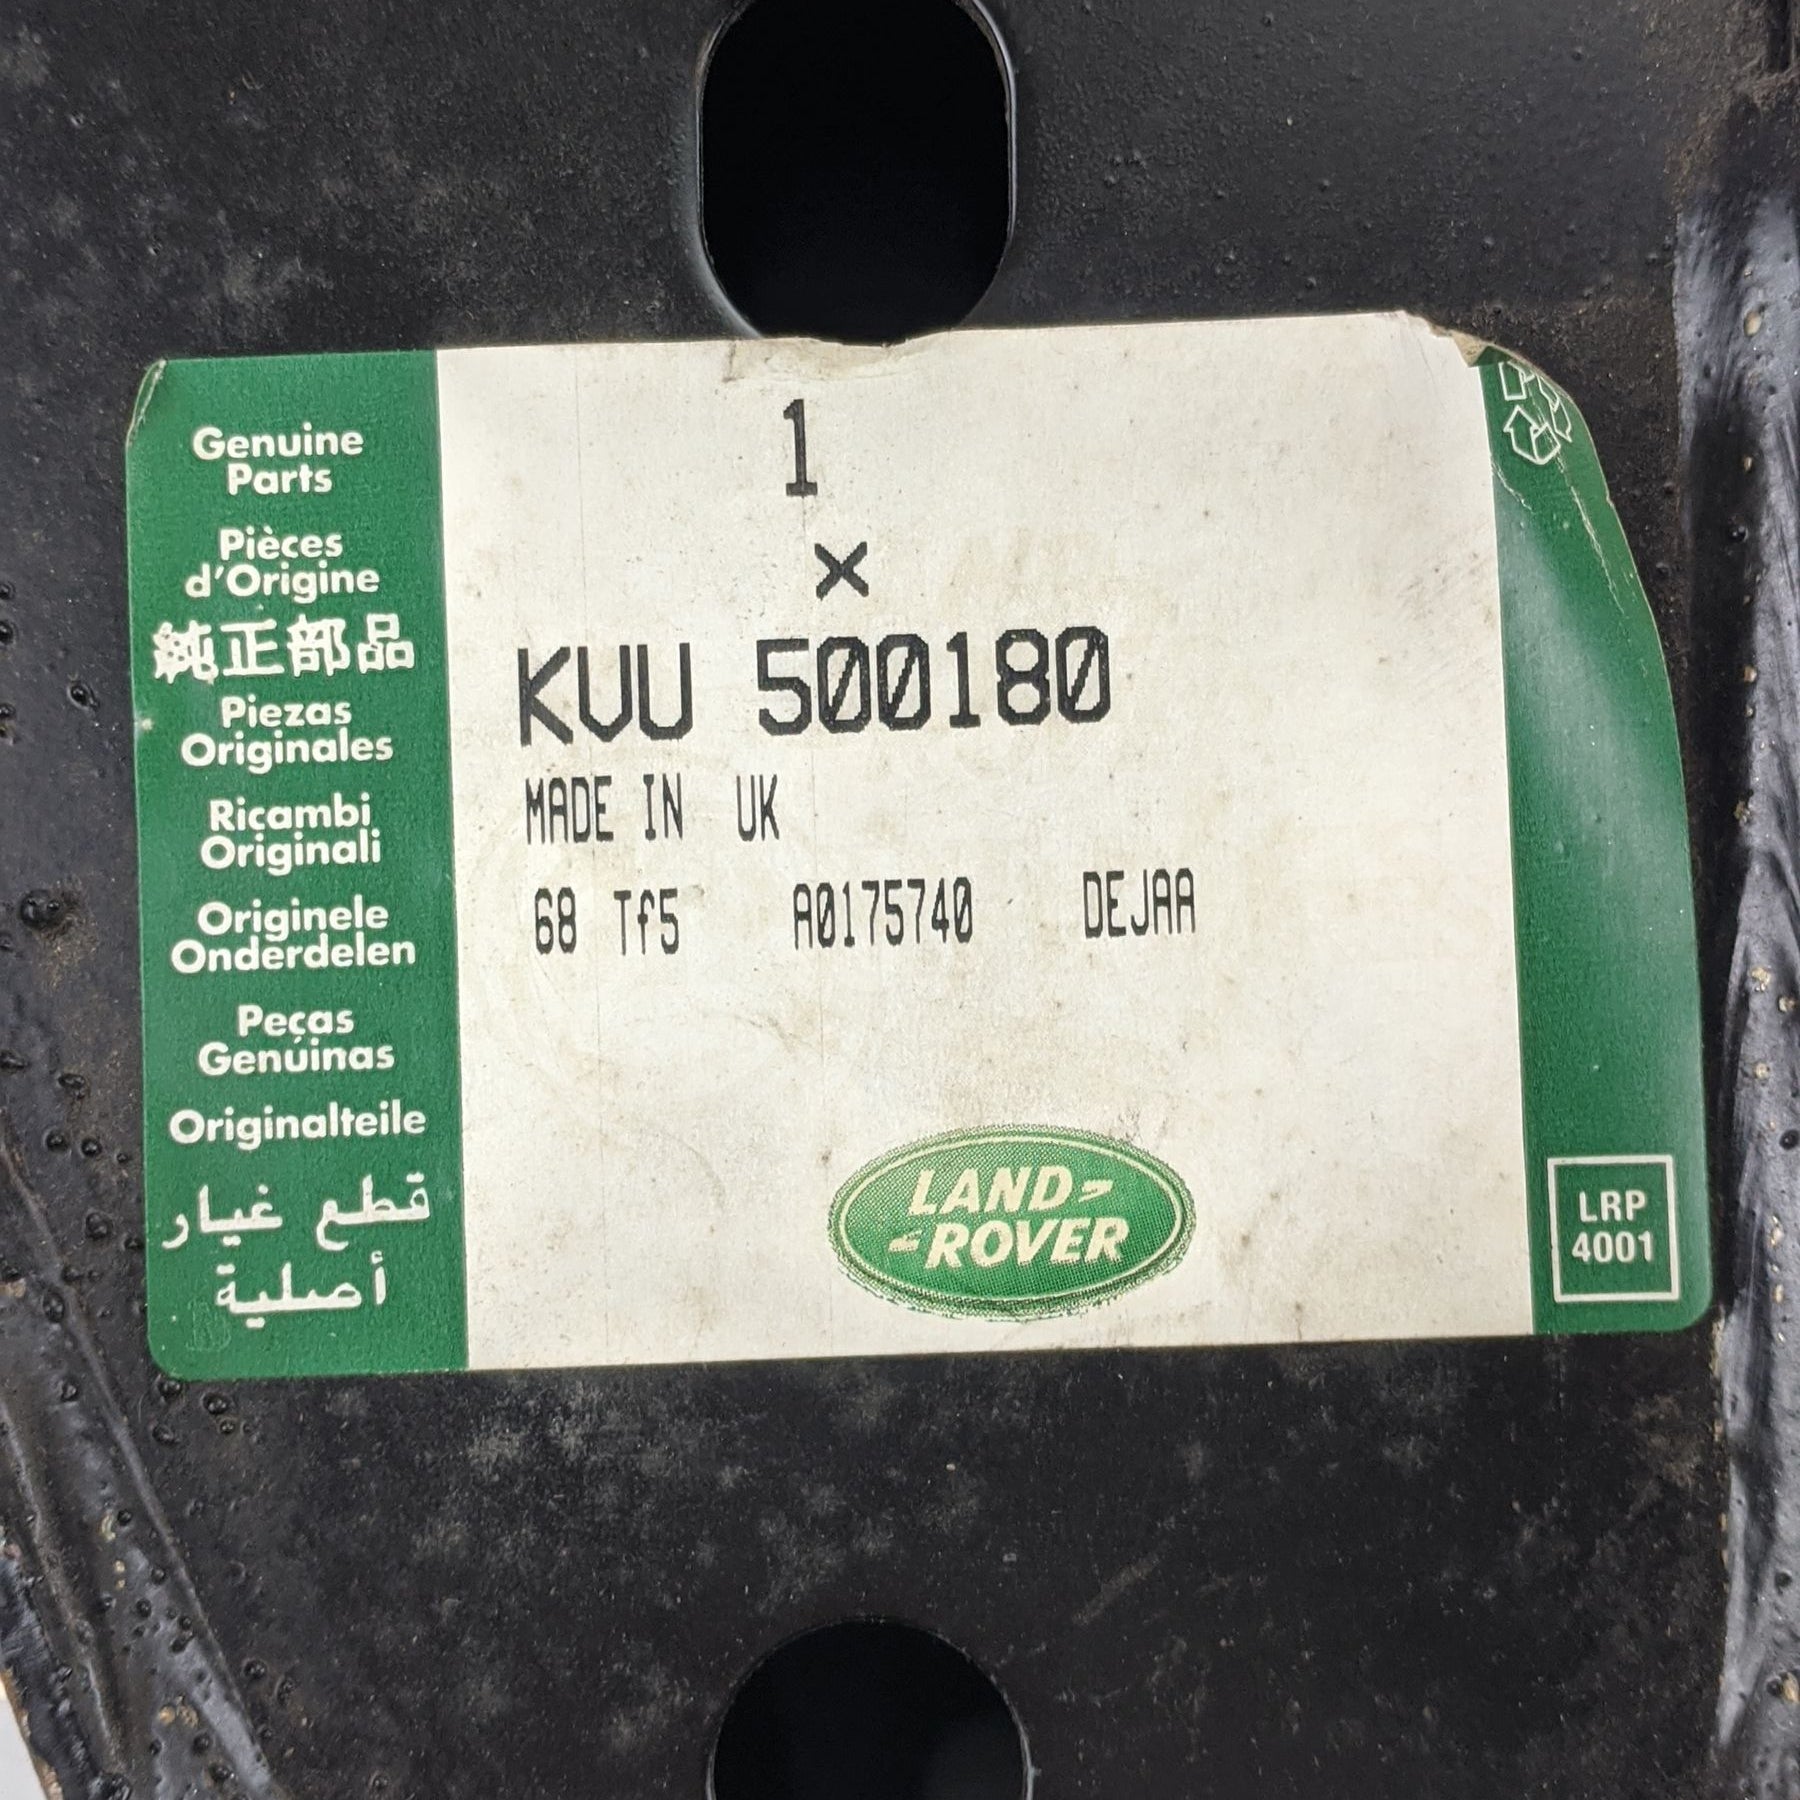 Genuine
Parts
Pièces
d'Origine
純正部品
Piezas
Originales
Ricambi
Originali
Originele
Onderdelen
Peças
Genúinas
Originalteile
قطع غيار
أصلية
1
x
KVU 500180
MADE IN UK
68 Tf5 A0175740 DEJAA
LAND
ROVER
LRP
4001